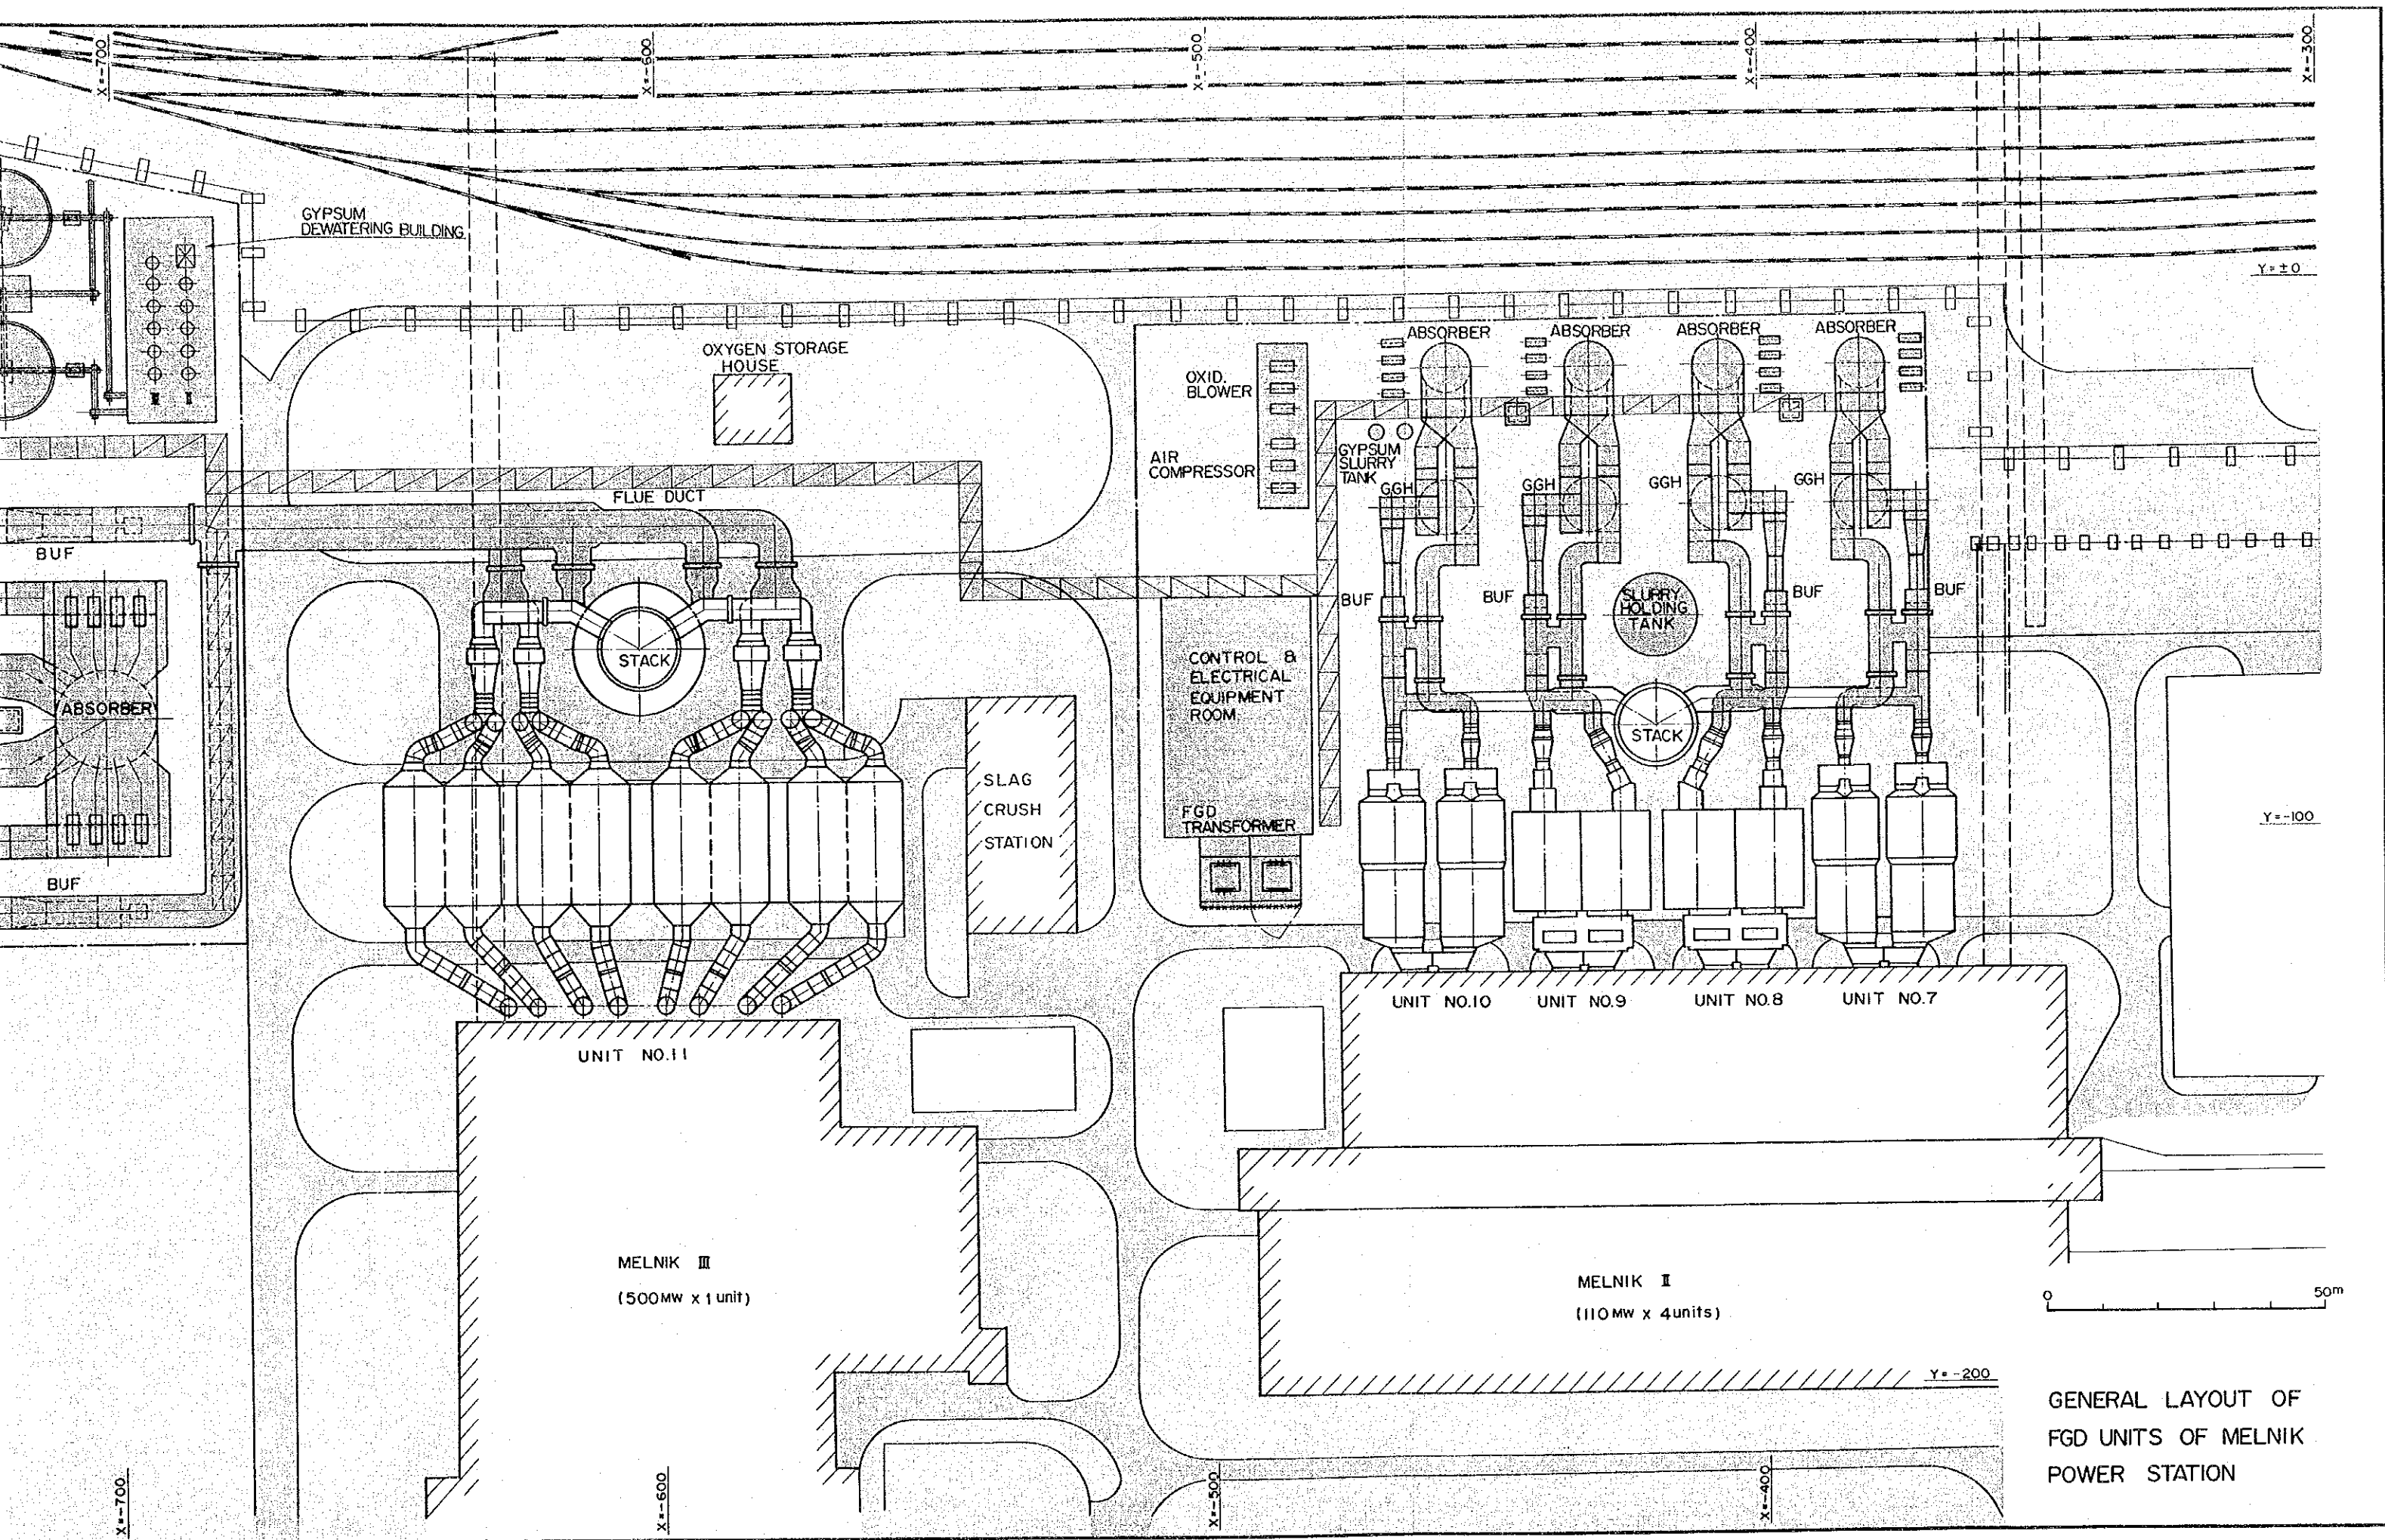 X=-700
X=-600
X=-500
X=-400
X=-300
GYPSUM
DEWATERING BUILDING
Y=±0
OXYGEN STORAGE
HOUSE
OXID.
BLOWER
ABSORBER
ABSORBER
ABSORBER
ABSORBER
AIR
COMPRESSOR
GYPSUM
SLURRY
TANK
GGH
GGH
GGH
GGH
FLUE DUCT
BUF
BUF
BUF
BUF
BUF
SLURRY
HOLDING
TANK
STACK
CONTROL &
ELECTRICAL
EQUIPMENT
ROOM
ABSORBER
STACK
SLAG
CRUSH
STATION
FGD
TRANSFORMER
Y=-100
BUF
UNIT NO.10
UNIT NO.9
UNIT NO.8
UNIT NO.7
UNIT NO.11
MELNIK III
(500MW x 1 unit)
MELNIK II
(110MW x 4units)
0
50m
Y=-200
GENERAL LAYOUT OF
FGD UNITS OF MELNIK
POWER STATION
X=-700
X=-600
X=-500
X=-400